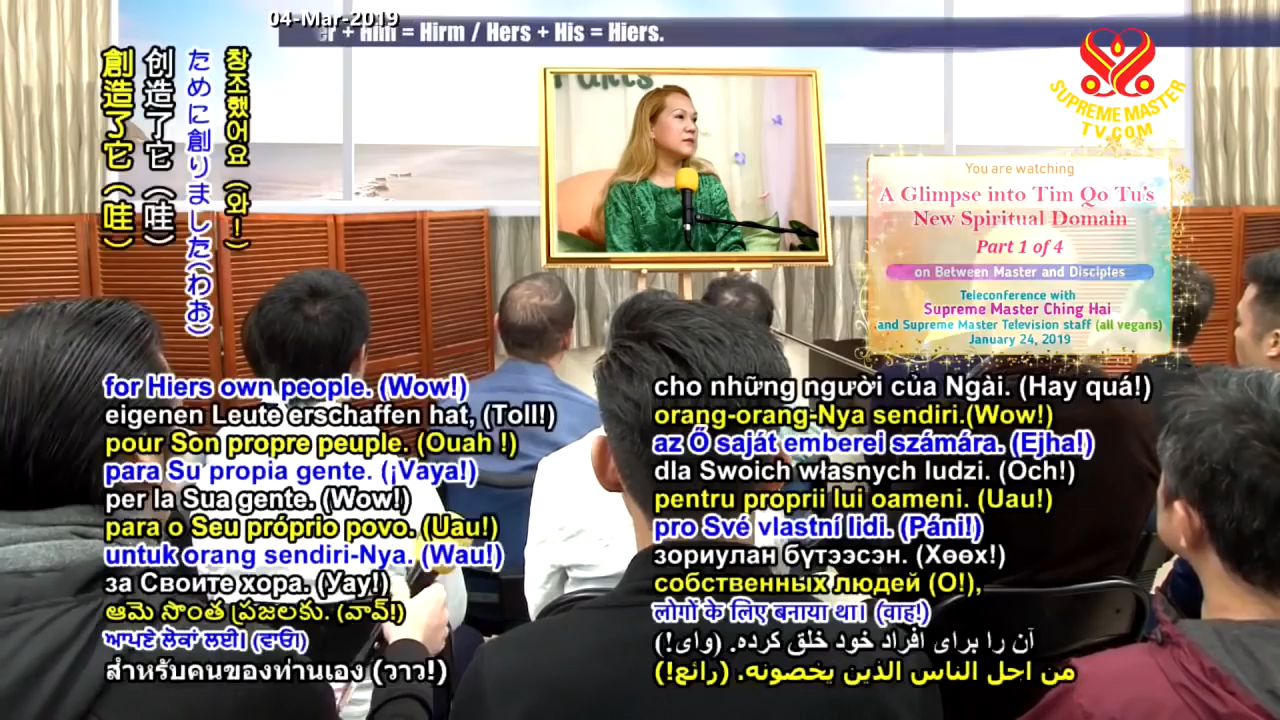 04-Mar-2019
er + Him = Hirm / Hers + His = Hiers.
SUPREME MASTER
TV.COM
You are watching
A Glimpse into Tim Qo Tu's
New Spiritual Domain
Part 1 of 4
on Between Master and Disciples
Teleconference with
Supreme Master Ching Hai
and Supreme Master Television staff (all vegans)
January 24, 2019
창조했어요 (와!)
ために創りました(わお)
创造了它（哇）
創造了它（哇）
for Hiers own people. (Wow!)
eigenen Leute erschaffen hat, (Toll!)
pour Son propre peuple. (Ouah !)
para Su propia gente. (¡Vaya!)
per la Sua gente. (Wow!)
para o Seu próprio povo. (Uau!)
untuk orang sendiri-Nya. (Wau!)
за Своите хора. (Уау!)
ఆమె సొంత ప్రజలకు. (వావ్!)
ਆਪਣੇ ਲੋਕਾਂ ਲਈ। (ਵਾਓ।)
สำหรับคนของท่านเอง (วาว!)
cho những người của Ngài. (Hay quá!)
orang-orang-Nya sendiri.(Wow!)
az Ő saját emberei számára. (Ejha!)
dla Swoich własnych ludzi. (Och!)
pentru proprii lui oameni. (Uau!)
pro Své vlastní lidi. (Páni!)
зориулан бүтээсэн. (Хөөх!)
собственных людей (О!),
लोगों के लिए बनाया था। (वाह!)
آن را برای افراد خود خلق کرده. (وای!)
من اجل الناس الذين يخصونه. (رائع!)